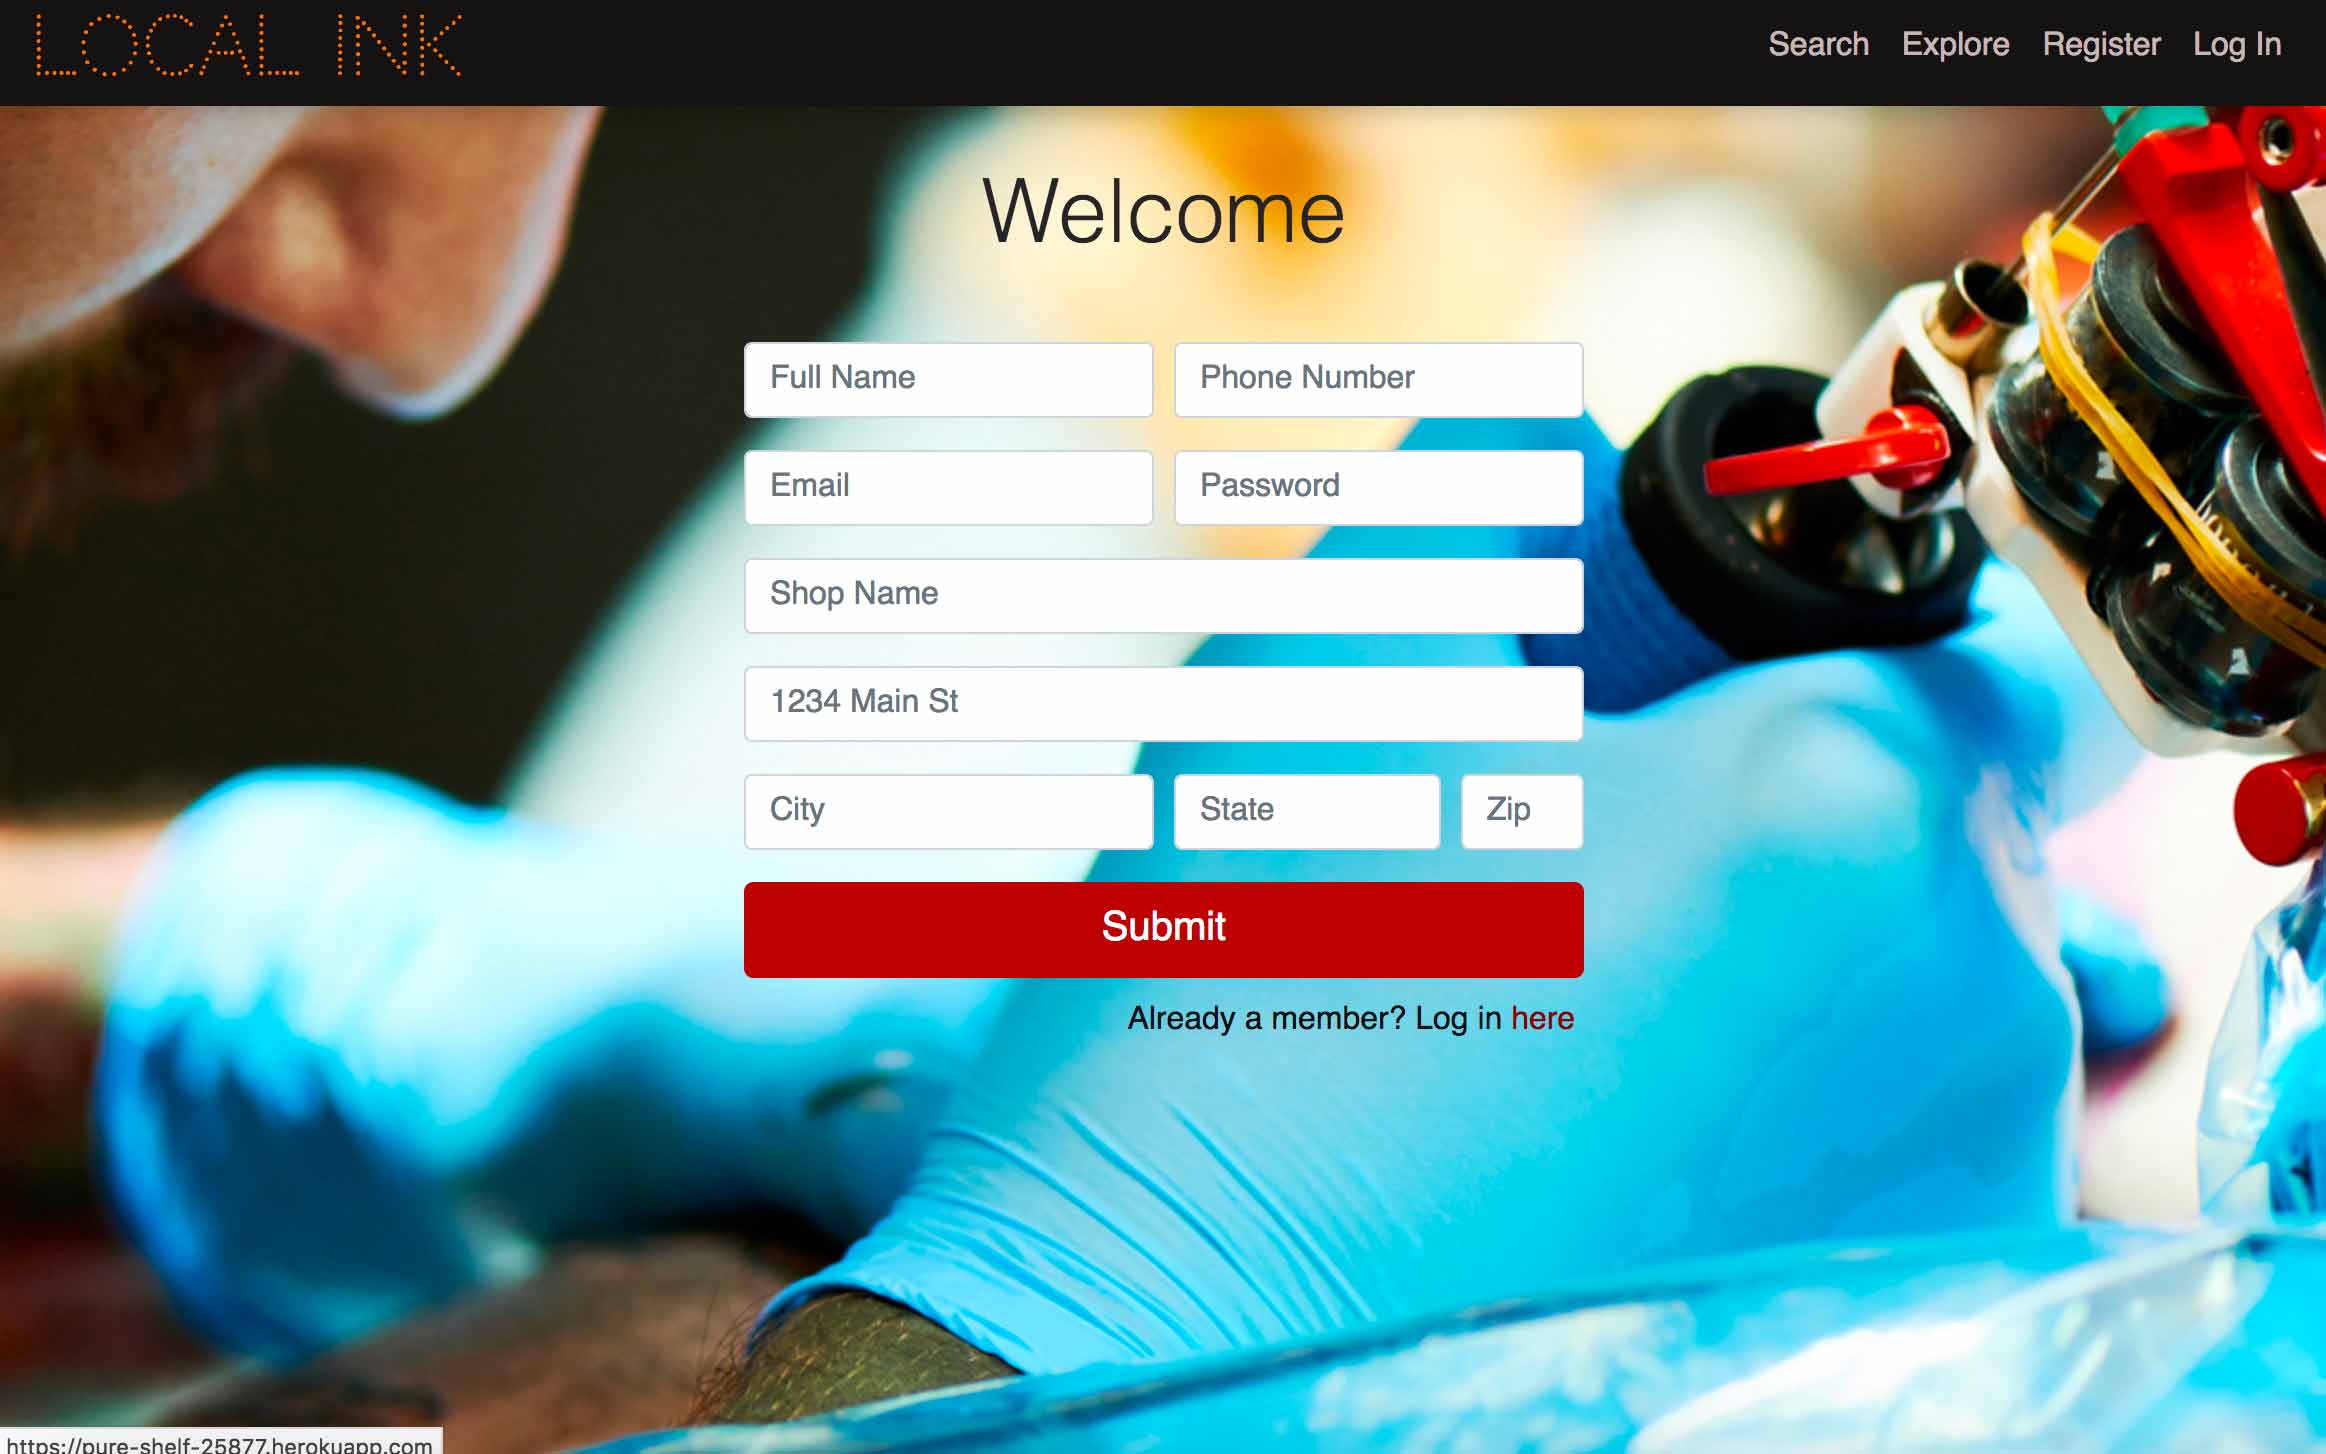 LOCAL INK
Search Explore Register Log In
Welcome
Full Name Phone Number
Email Password
Shop Name
1234 Main St
City State Zip
Submit
Already a member? Log in here
https://pure-shelf-25877.herokuapp.com